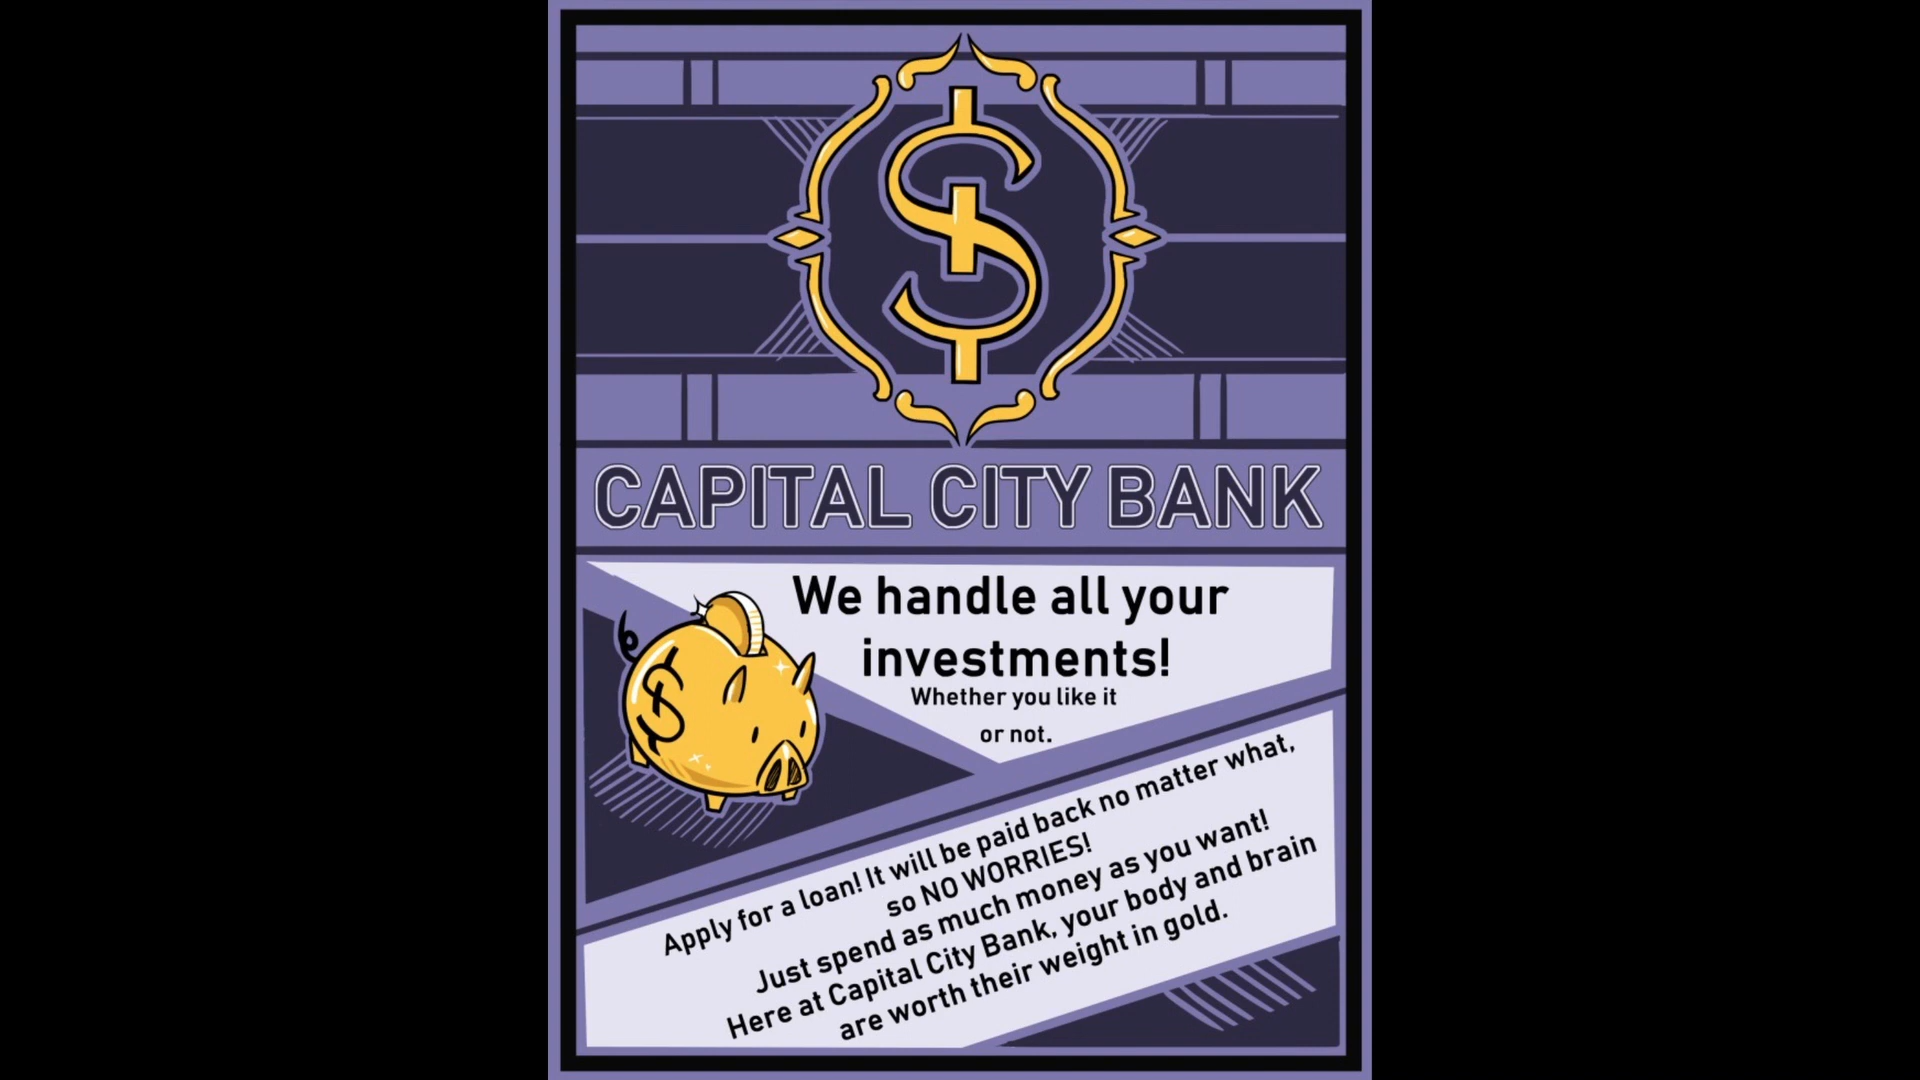 CAPITAL CITY BANK
We handle all your
investments!
Whether you like it
or not.
Apply for a loan! It will be paid back no matter what,
so NO WORRIES!
Just spend as much money as you want!
Here at Capital City Bank, your body and brain
are worth their weight in gold.